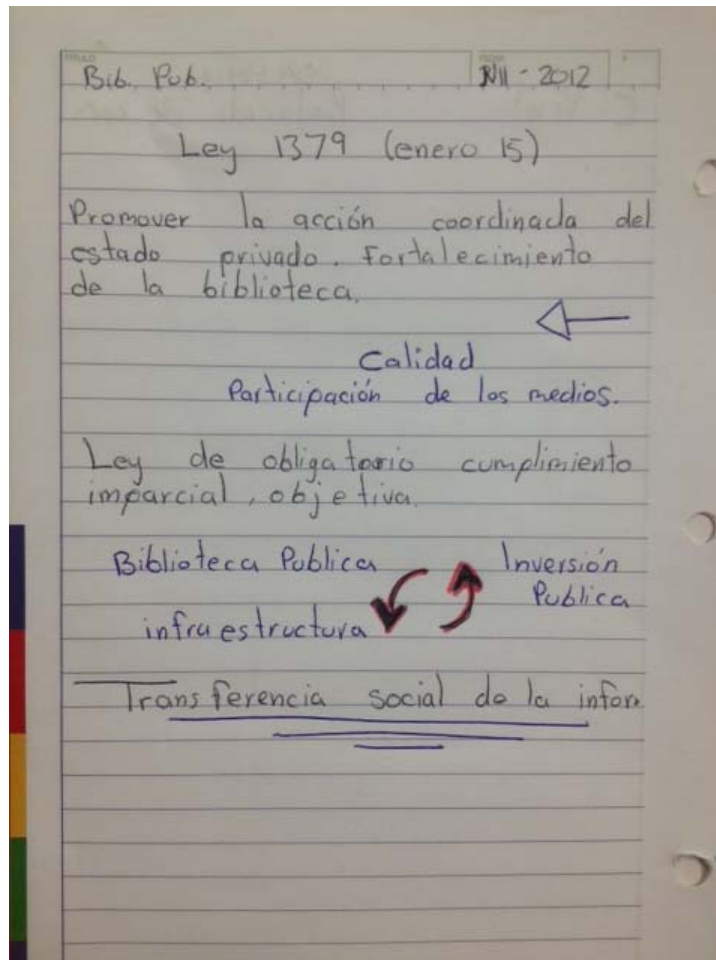 Bib. Pub.
- 2012
Ley 1379 (enero 15)
Promover la acción coordinada del
estado privado. Fortalecimiento
de la biblioteca.
Calidad
Participación de los medios.
Ley de obligatorio cumplimiento
imparcial, objetiva.
Biblioteca Publica
Inversión
Publica
infraestructura
Transferencia social de la infor.